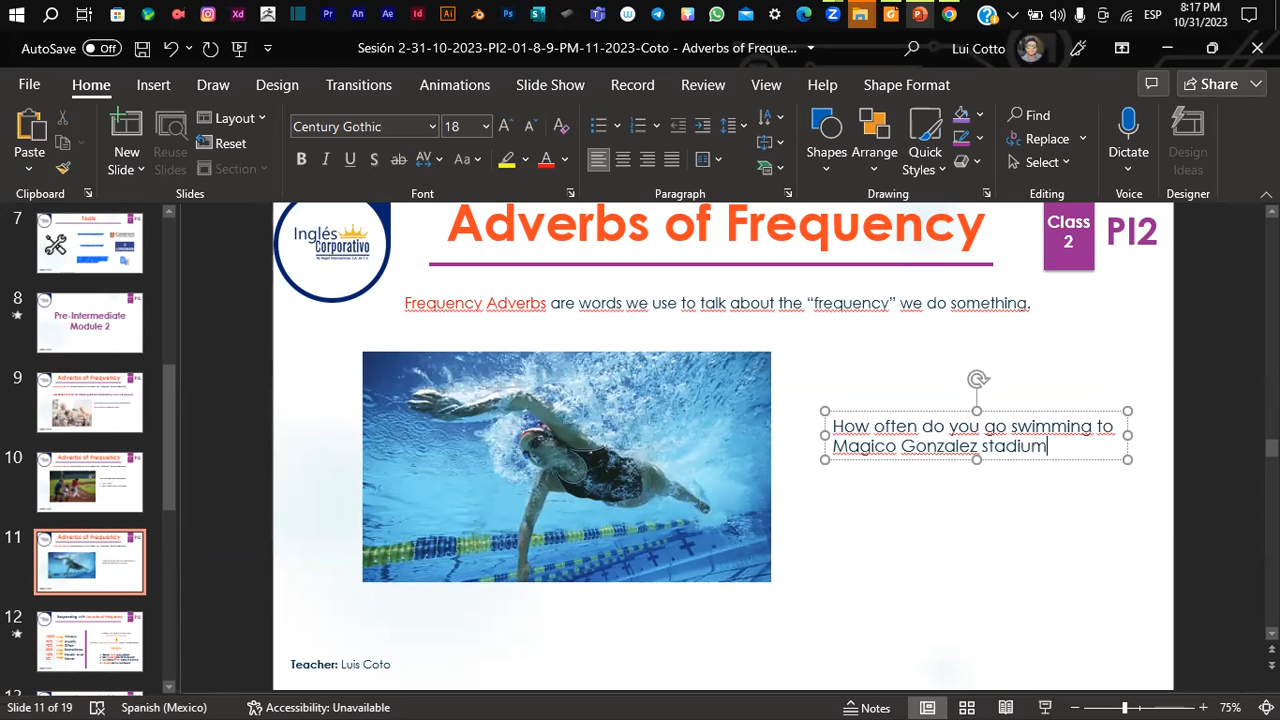 8:17 PM
ESP
10/31/2023
AutoSave Off
Sesión 2-31-10-2023-PI2-01-8-9-PM-11-2023-Coto - Adverbs of Freque...
Lui Cotto
File Home Insert Draw Design Transitions Animations Slide Show Record Review View Help Shape Format Share
Paste
New Slide
Reuse Slides
Layout
Reset
Section
Century Gothic 18
Shapes
Arrange
Quick Styles
Find
Replace
Select
Dictate
Design Ideas
Clipboard Slides Font Paragraph Drawing Editing Voice Designer
7
Tools
8
Pre-Intermediate
Module 2
9
Adverbs of Frequency
10
Adverbs of Frequency
11
Adverbs of Frequency
12
Responding with Adverbs of Frequency
Inglés
Corporativo
Adverbs of Frequency
Class
2
PI2
Frequency Adverbs are words we use to talk about the “frequency” we do something.
How often do you go swimming to
Magico Gonzalez stadium
Teacher: Luis Coto
Slide 11 of 19 Spanish (Mexico) Accessibility: Unavailable Notes 75%